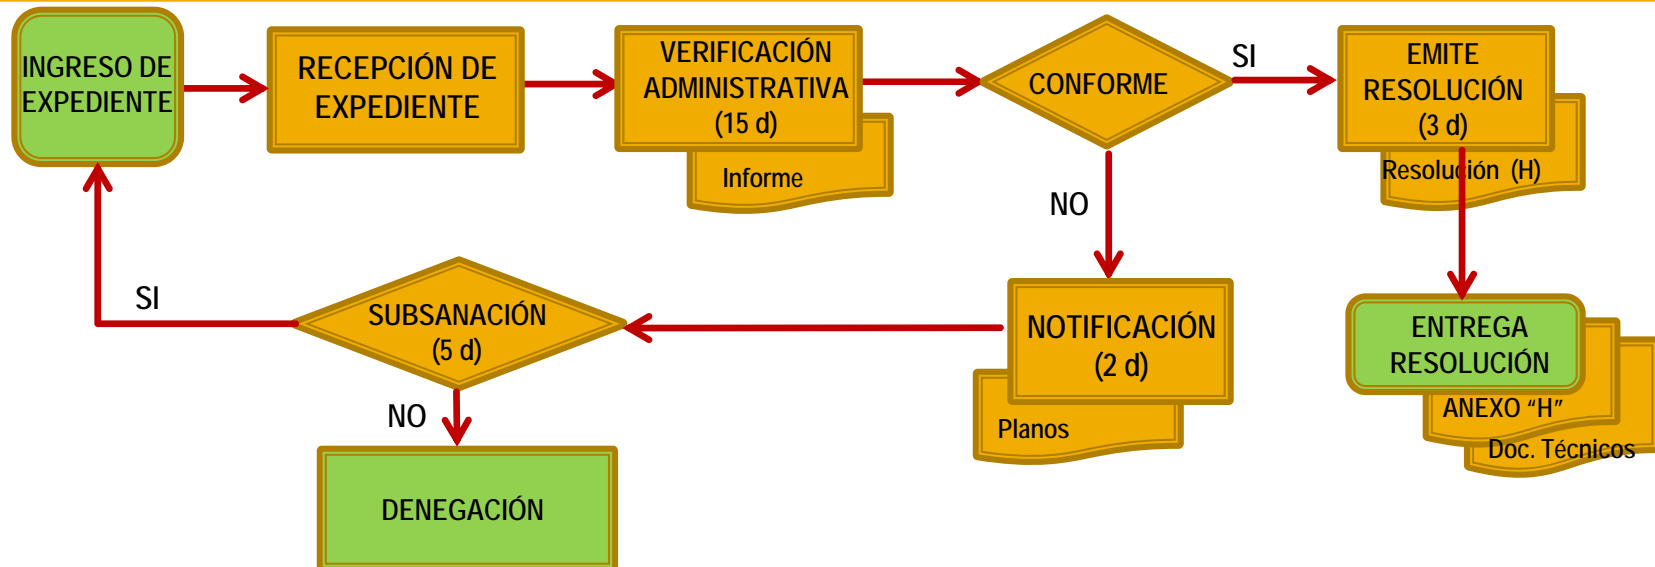 INGRESO DE
EXPEDIENTE
RECEPCIÓN DE
EXPEDIENTE
VERIFICACIÓN
ADMINISTRATIVA
(15 d)
Informe
CONFORME
SI
EMITE
RESOLUCIÓN
(3 d)
Resolución (H)
NO
SI
SUBSANACIÓN
(5 d)
NOTIFICACIÓN
(2 d)
Planos
ENTREGA
RESOLUCIÓN
ANEXO “H”
Doc. Técnicos
NO
DENEGACIÓN